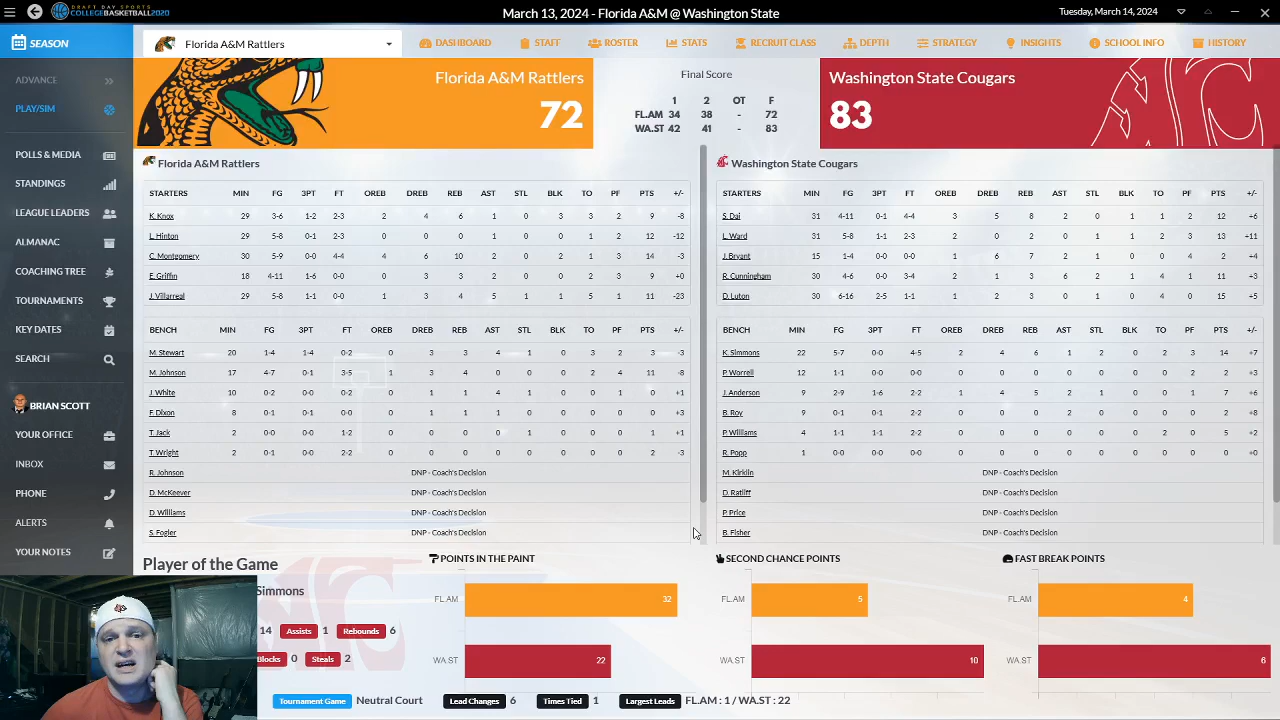 DRAFT DAY SPORTS
COLLEGE BASKETBALL 2020
March 13, 2024 - Florida A&M @ Washington State
Tuesday, March 14, 2024
SEASON
Florida A&M Rattlers
DASHBOARD STAFF ROSTER STATS RECRUIT CLASS DEPTH STRATEGY INSIGHTS SCHOOL INFO HISTORY
ADVANCE
PLAY/SIM
POLLS & MEDIA
STANDINGS
LEAGUE LEADERS
ALMANAC
COACHING TREE
TOURNAMENTS
KEY DATES
SEARCH
BRIAN SCOTT
YOUR OFFICE
INBOX
PHONE
ALERTS
YOUR NOTES
Florida A&M Rattlers
72
Final Score
1 2 OT F
FL.AM 34 38 - 72
WA.ST 42 41 - 83
Washington State Cougars
83
Florida A&M Rattlers
STARTERS MIN FG 3PT FT OREB DREB REB AST STL BLK TO PF PTS +/-
K. Knox 29 3-6 1-2 2-3 2 4 6 1 0 3 3 2 9 -8
L. Hinton 29 5-8 0-1 2-3 0 0 0 1 0 0 1 2 12 -12
C. Montgomery 30 5-9 0-0 4-4 4 6 10 2 0 2 1 3 14 -3
E. Griffin 18 4-11 1-6 0-0 0 3 3 2 0 0 2 3 9 +0
J. Villarreal 29 5-8 1-1 0-0 1 3 4 5 1 1 5 1 11 -23
BENCH MIN FG 3PT FT OREB DREB REB AST STL BLK TO PF PTS +/-
M. Stewart 20 1-4 1-4 0-2 0 3 3 4 1 0 3 2 3 -3
M. Johnson 17 4-7 0-1 3-5 1 3 4 0 0 0 2 4 11 -8
J. White 10 0-2 0-0 0-2 0 1 1 4 1 0 0 1 0 +1
F. Dixon 8 0-1 0-1 0-0 0 1 1 1 0 0 0 0 0 +3
T. Jack 2 0-0 0-0 1-2 0 0 0 0 1 0 0 0 1 +1
T. Wright 2 0-1 0-0 2-2 0 0 0 0 0 0 0 0 2 -3
R. Johnson DNP - Coach's Decision
D. McKeever DNP - Coach's Decision
D. Williams DNP - Coach's Decision
S. Fogler DNP - Coach's Decision
Washington State Cougars
STARTERS MIN FG 3PT FT OREB DREB REB AST STL BLK TO PF PTS +/-
S. Dai 31 4-11 0-1 4-4 3 5 8 2 0 1 1 2 12 +6
L. Ward 31 5-8 1-1 2-3 2 0 2 0 1 1 2 3 13 +11
J. Bryant 15 1-4 0-0 0-0 1 6 7 2 1 0 0 4 2 +4
R. Cunningham 30 4-6 0-0 3-4 2 1 3 6 2 1 4 1 11 +3
D. Luton 30 6-16 2-5 1-1 1 2 3 0 1 0 4 0 15 +5
BENCH MIN FG 3PT FT OREB DREB REB AST STL BLK TO PF PTS +/-
K. Simmons 22 5-7 0-0 4-5 2 4 6 1 2 0 2 3 14 +7
P. Worrell 12 1-1 0-0 0-0 0 0 0 0 0 0 0 2 2 +3
J. Anderson 9 2-9 1-6 2-2 1 4 5 0 0 0 0 1 7 +6
B. Roy 9 0-1 0-1 2-2 0 0 0 2 0 0 0 0 2 +8
P. Williams 4 1-1 1-1 2-2 0 0 0 0 0 0 2 0 5 +2
R. Popp 1 0-0 0-0 0-0 0 0 0 0 0 0 0 0 0 +0
M. Kirklin DNP - Coach's Decision
D. Ratliff DNP - Coach's Decision
P. Price DNP - Coach's Decision
B. Fisher DNP - Coach's Decision
Player of the Game
Simmons
14 Assists 1 Rebounds 6
Blocks 0 Steals 2
POINTS IN THE PAINT
FL.AM 32
WA.ST 22
SECOND CHANCE POINTS
FL.AM 5
WA.ST 10
FAST BREAK POINTS
FL.AM 4
WA.ST 6
Tournament Game Neutral Court Lead Changes 6 Times Tied 1 Largest Leads FL.AM : 1 / WA.ST : 22